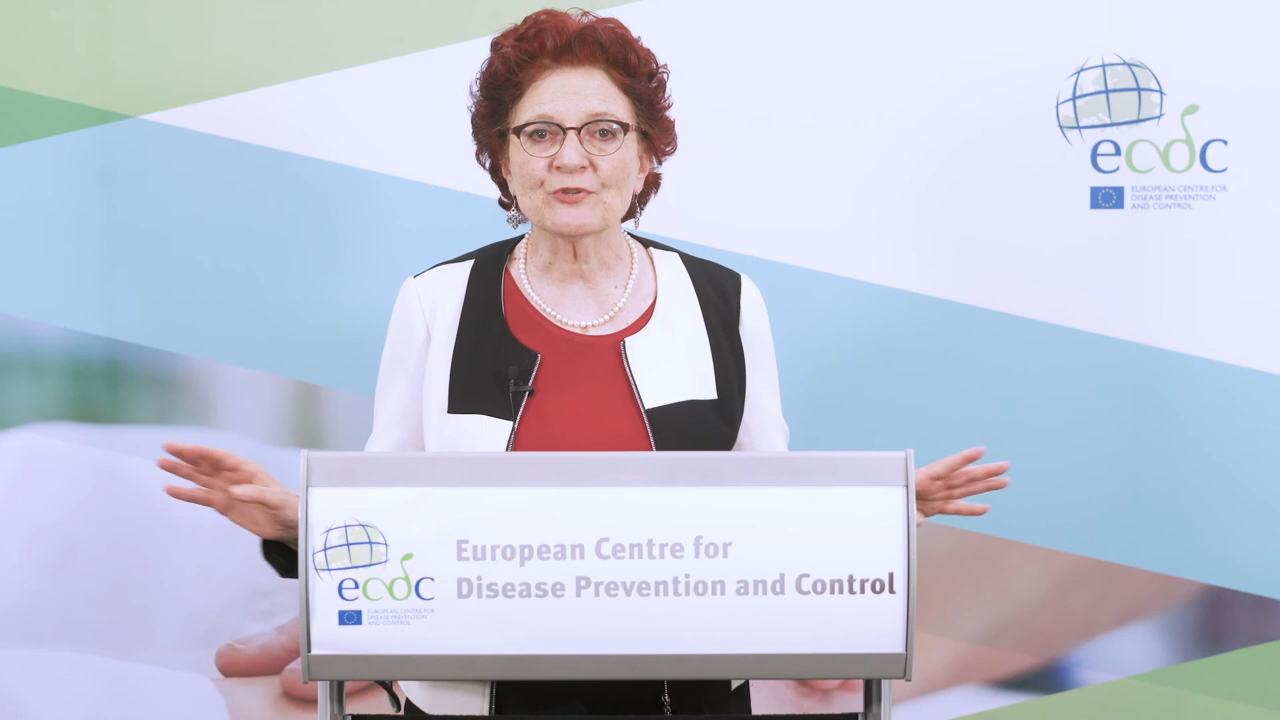 ecdc
EUROPEAN CENTRE FOR
DISEASE PREVENTION
AND CONTROL
European Centre for
Disease Prevention and Control
ecdc
EUROPEAN CENTRE FOR
DISEASE PREVENTION
AND CONTROL